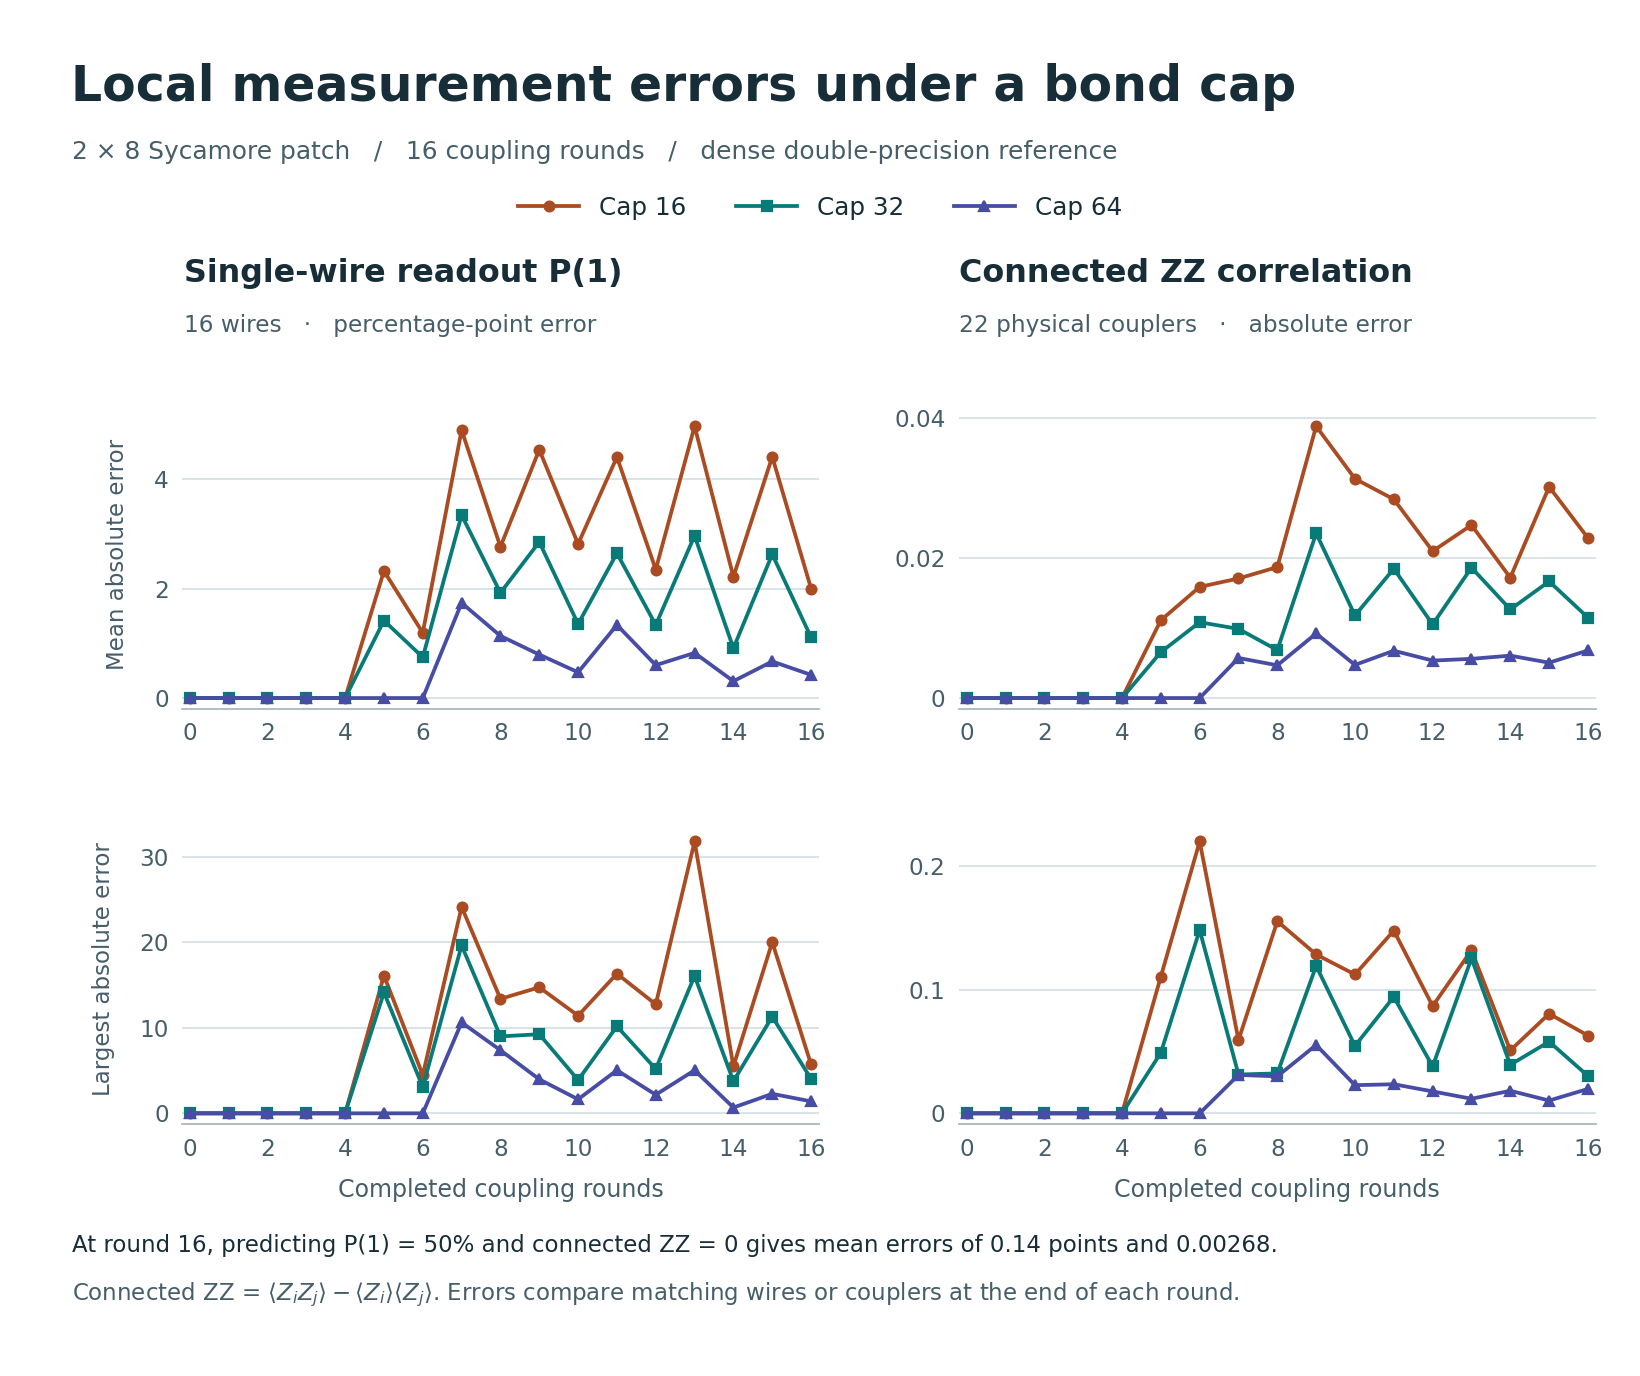 Local measurement errors under a bond cap
2 × 8 Sycamore patch / 16 coupling rounds / dense double-precision reference
Cap 16 Cap 32 Cap 64
Single-wire readout P(1)
16 wires · percentage-point error
Connected ZZ correlation
22 physical couplers · absolute error
Mean absolute error
4
2
0
0 2 4 6 8 10 12 14 16
0.04
0.02
0
0 2 4 6 8 10 12 14 16
Largest absolute error
30
20
10
0
0 2 4 6 8 10 12 14 16
Completed coupling rounds
0.2
0.1
0
0 2 4 6 8 10 12 14 16
Completed coupling rounds
At round 16, predicting P(1) = 50% and connected ZZ = 0 gives mean errors of 0.14 points and 0.00268.
Connected ZZ = ⟨ZᵢZⱼ⟩ − ⟨Zᵢ⟩⟨Zⱼ⟩. Errors compare matching wires or couplers at the end of each round.